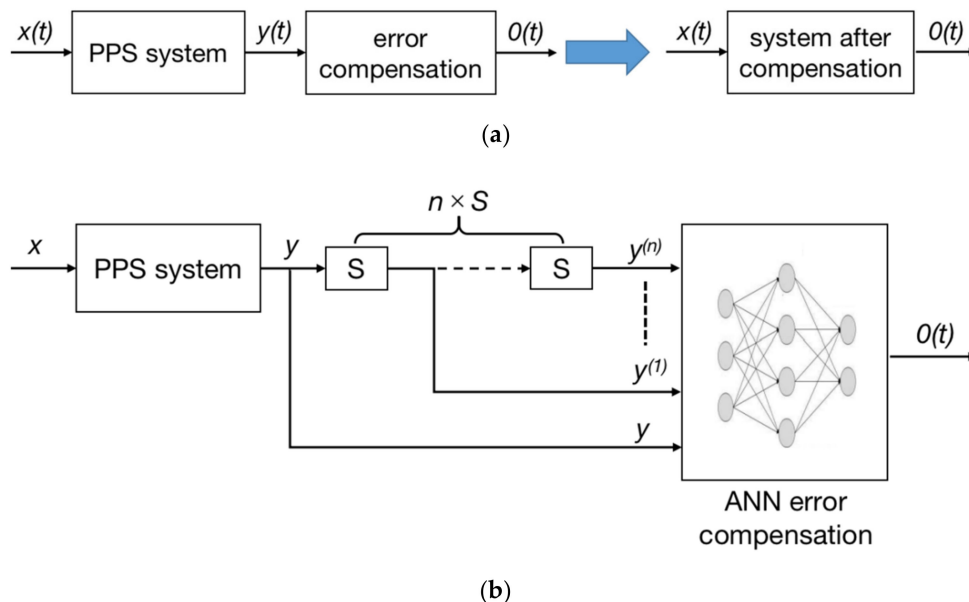 x(t)
PPS system
y(t)
error
compensation
0(t)
x(t)
system after
compensation
0(t)
(a)
n × S
x
PPS system
y
S
S
y(n)
y(1)
y
0(t)
ANN error
compensation
(b)